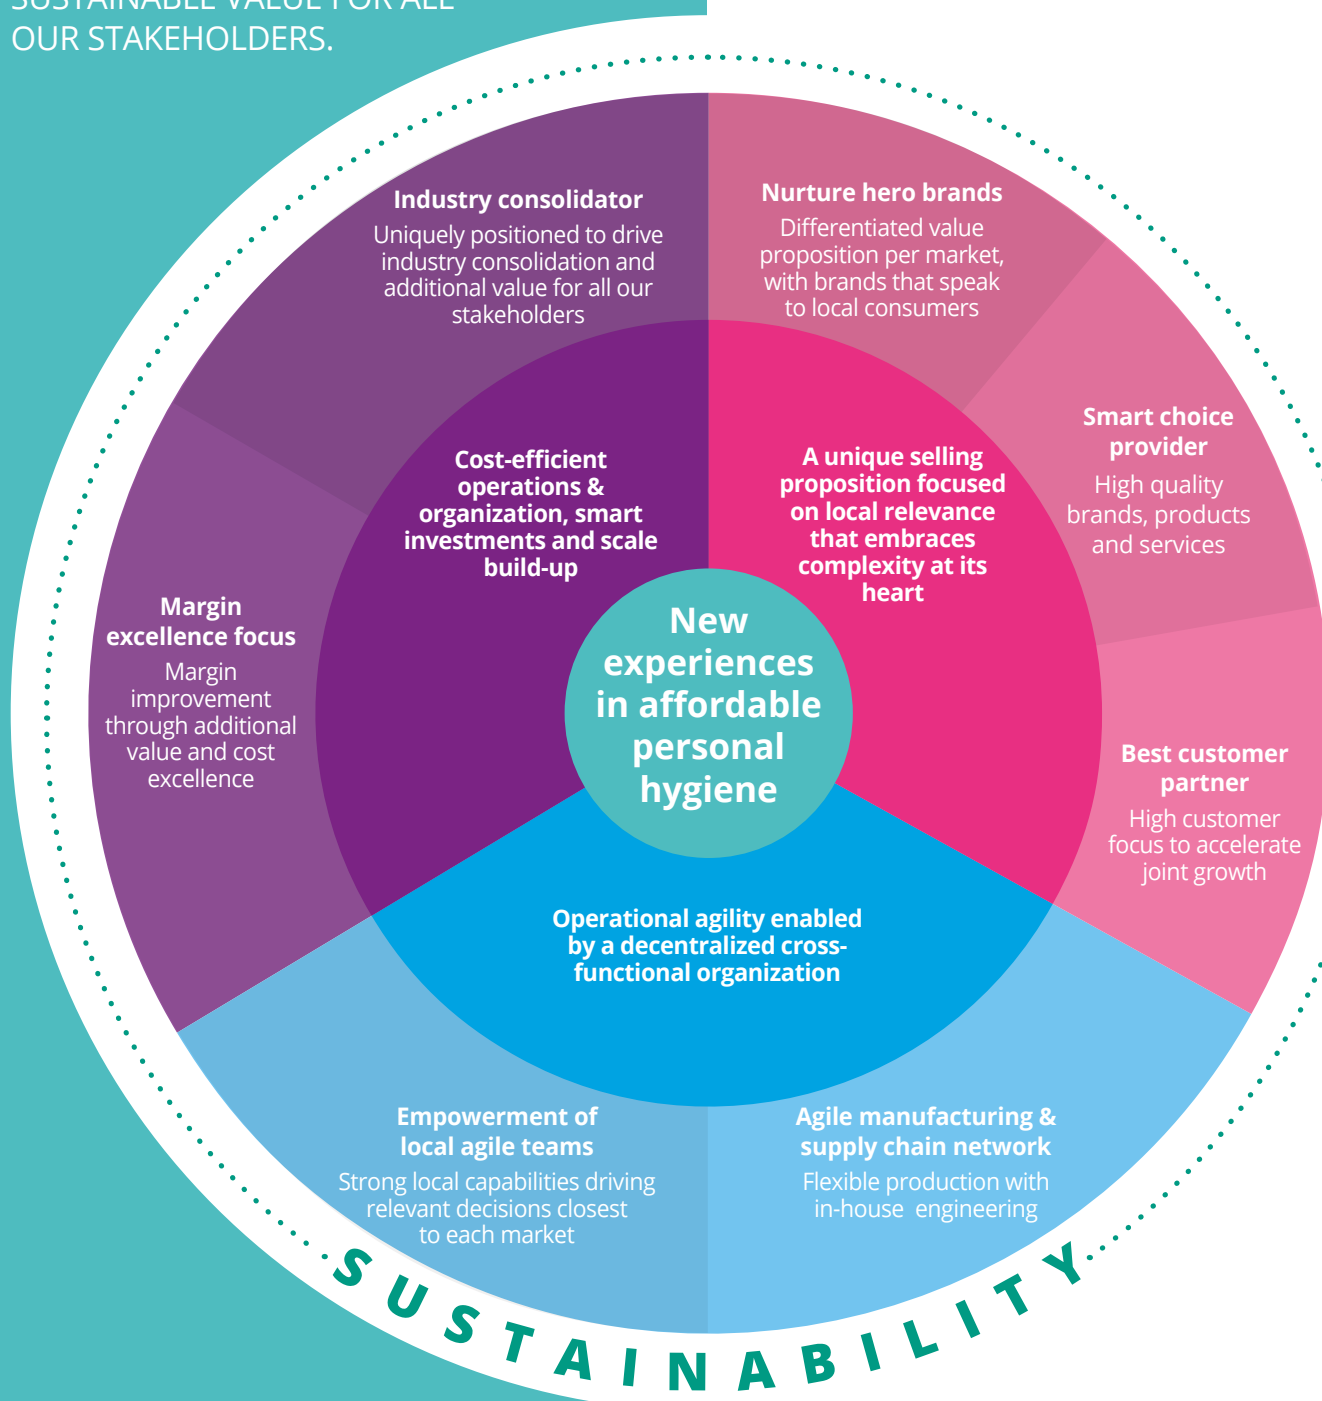 SUSTAINABLE VALUE FOR ALL
OUR STAKEHOLDERS.
Industry consolidator
Uniquely positioned to drive
industry consolidation and
additional value for all our
stakeholders
Nurture hero brands
Differentiated value
proposition per market,
with brands that speak
to local consumers
Smart choice
provider
High quality
brands, products
and services
Cost-efficient
operations &
organization, smart
investments and scale
build-up
A unique selling
proposition focused
on local relevance
that embraces
complexity at its
heart
Margin
excellence focus
Margin
improvement
through additional
value and cost
excellence
New
experiences
in affordable
personal
hygiene
Best customer
partner
High customer
focus to accelerate
joint growth
Operational agility enabled
by a decentralized cross-
functional organization
Empowerment of
local agile teams
Strong local capabilities driving
relevant decisions closest
to each market
Agile manufacturing &
supply chain network
Flexible production with
in-house engineering
SUSTAINABILITY